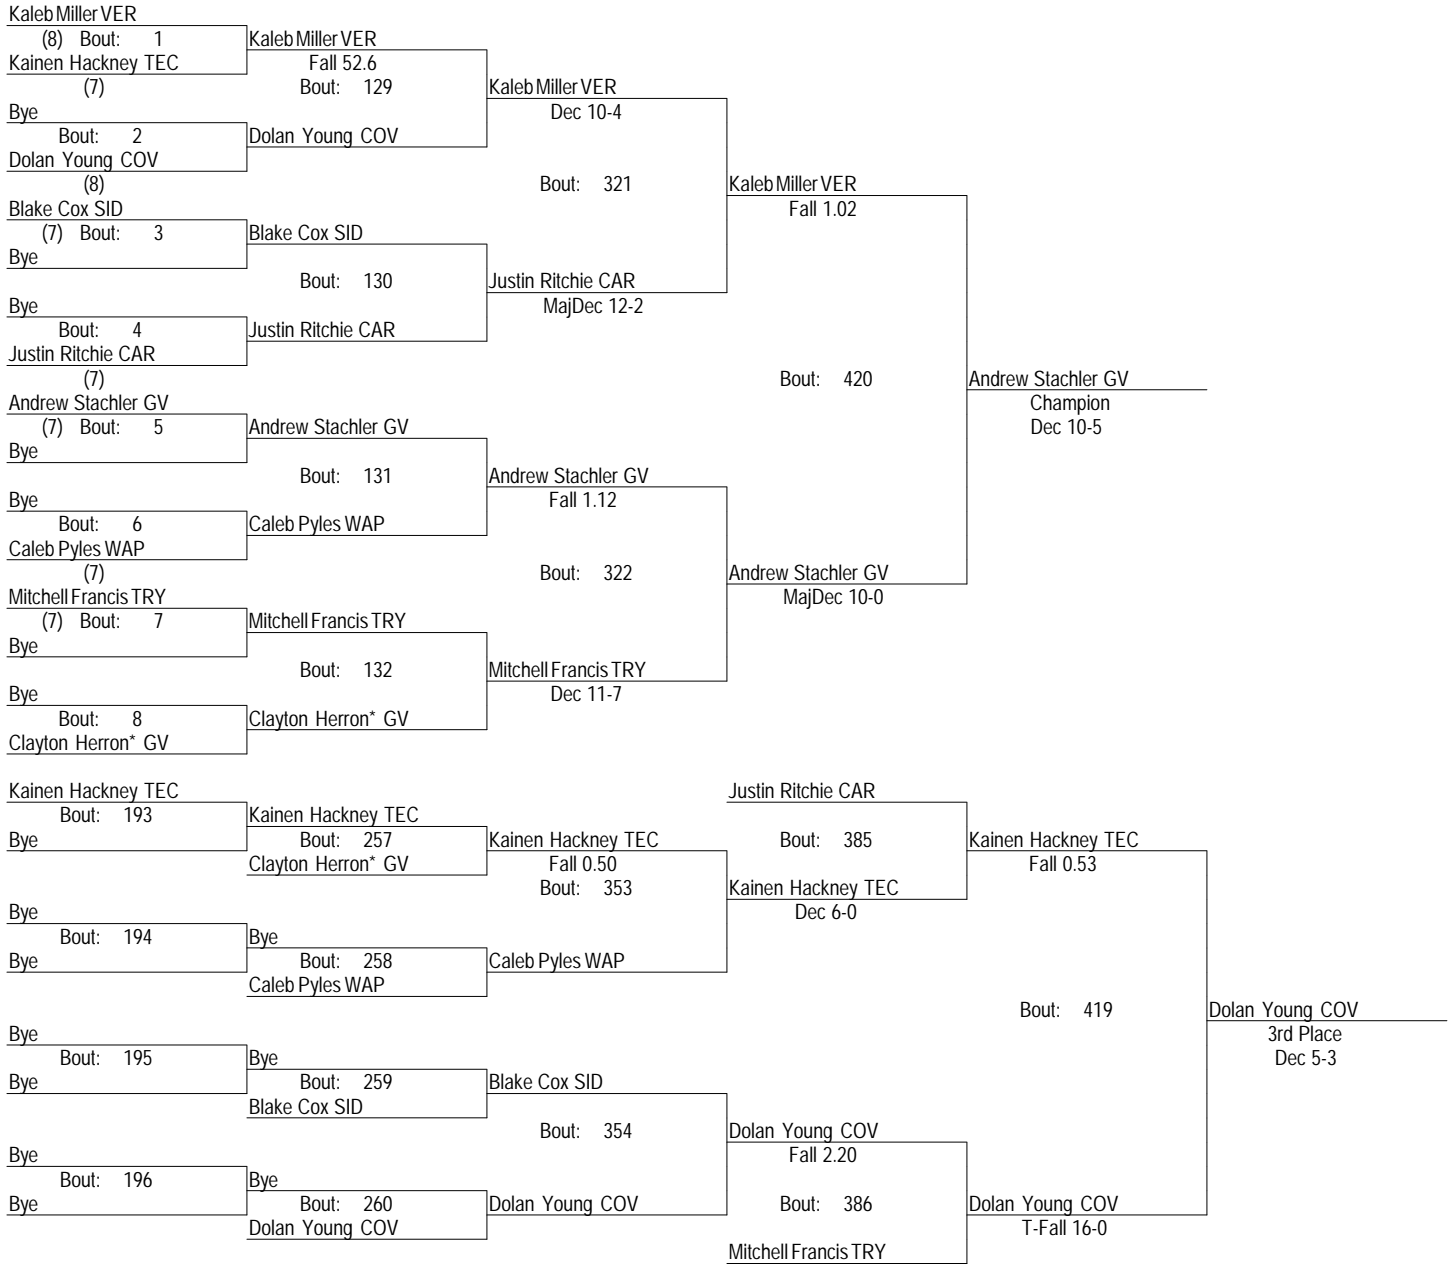 Kaleb Miller VER
(8) Bout: 1 Kaleb Miller VER
Kainen Hackney TEC Fall 52.6
(7) Bout: 129 Kaleb Miller VER
Bye Dec 10-4
Bout: 2 Dolan Young COV
Dolan Young COV
(8) Bout: 321 Kaleb Miller VER
Blake Cox SID Fall 1.02
(7) Bout: 3 Blake Cox SID
Bye
Bout: 130 Justin Ritchie CAR
Bye MajDec 12-2
Bout: 4 Justin Ritchie CAR
Justin Ritchie CAR
(7) Bout: 420 Andrew Stachler GV
Andrew Stachler GV Champion
(7) Bout: 5 Andrew Stachler GV Dec 10-5
Bye
Bout: 131 Andrew Stachler GV
Bye Fall 1.12
Bout: 6 Caleb Pyles WAP
Caleb Pyles WAP
(7) Bout: 322 Andrew Stachler GV
Mitchell Francis TRY MajDec 10-0
(7) Bout: 7 Mitchell Francis TRY
Bye
Bout: 132 Mitchell Francis TRY
Bye Dec 11-7
Bout: 8 Clayton Herron* GV
Clayton Herron* GV
Kainen Hackney TEC Justin Ritchie CAR
Bout: 193 Kainen Hackney TEC
Bye Bout: 257 Kainen Hackney TEC Bout: 385 Kainen Hackney TEC
Clayton Herron* GV Fall 0.50 Fall 0.53
Bout: 353 Kainen Hackney TEC
Bye Dec 6-0
Bout: 194 Bye
Bye Bout: 258 Caleb Pyles WAP
Caleb Pyles WAP
Bout: 419 Dolan Young COV
Bye 3rd Place
Bout: 195 Bye Dec 5-3
Bye Bout: 259 Blake Cox SID
Blake Cox SID
Bout: 354 Dolan Young COV
Bye Fall 2.20
Bout: 196 Bye
Bye Bout: 260 Dolan Young COV Bout: 386 Dolan Young COV
Dolan Young COV T-Fall 16-0
Mitchell Francis TRY